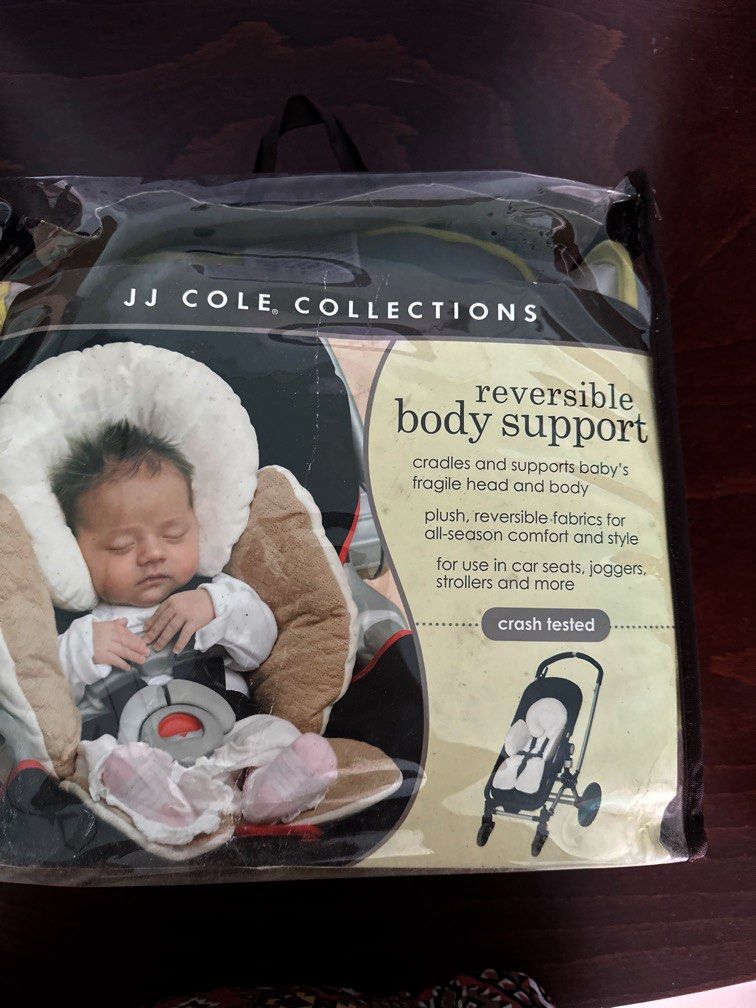 JJ COLE® COLLECTIONS
reversible
body support
cradles and supports baby's
fragile head and body
plush, reversible fabrics for
all-season comfort and style
for use in car seats, joggers,
strollers and more
crash tested